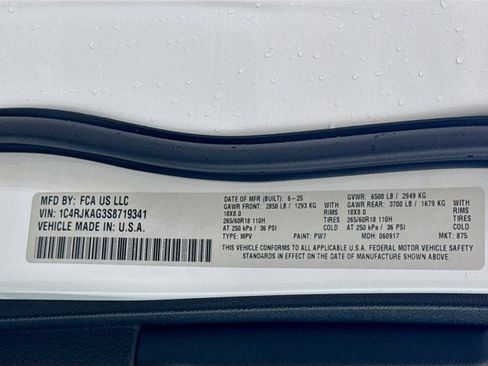 MFD BY: FCA US LLC
VIN: 1C4RJKAG3S8719341
VEHICLE MADE IN: U.S.A.
DATE OF MFR (BUILT): 6-25 GVWR: 6500 LB / 2949 KG
GAWR FRONT: 2850 LB / 1293 KG GAWR REAR: 3700 LB / 1679 KG
18X8.0 RIMS 18X8.0 RIMS
265/60R18 110H TIRES 265/60R18 110H TIRES
AT 250 kPa / 36 PSI AT 250 kPa / 36 PSI
TYPE: MPV PAINT: PW7 MDH: 060917 MKT: 875
THIS VEHICLE CONFORMS TO ALL APPLICABLE U.S.A. FEDERAL MOTOR VEHICLE SAFETY
STANDARDS IN EFFECT ON THE DATE OF MANUFACTURE SHOWN ABOVE.